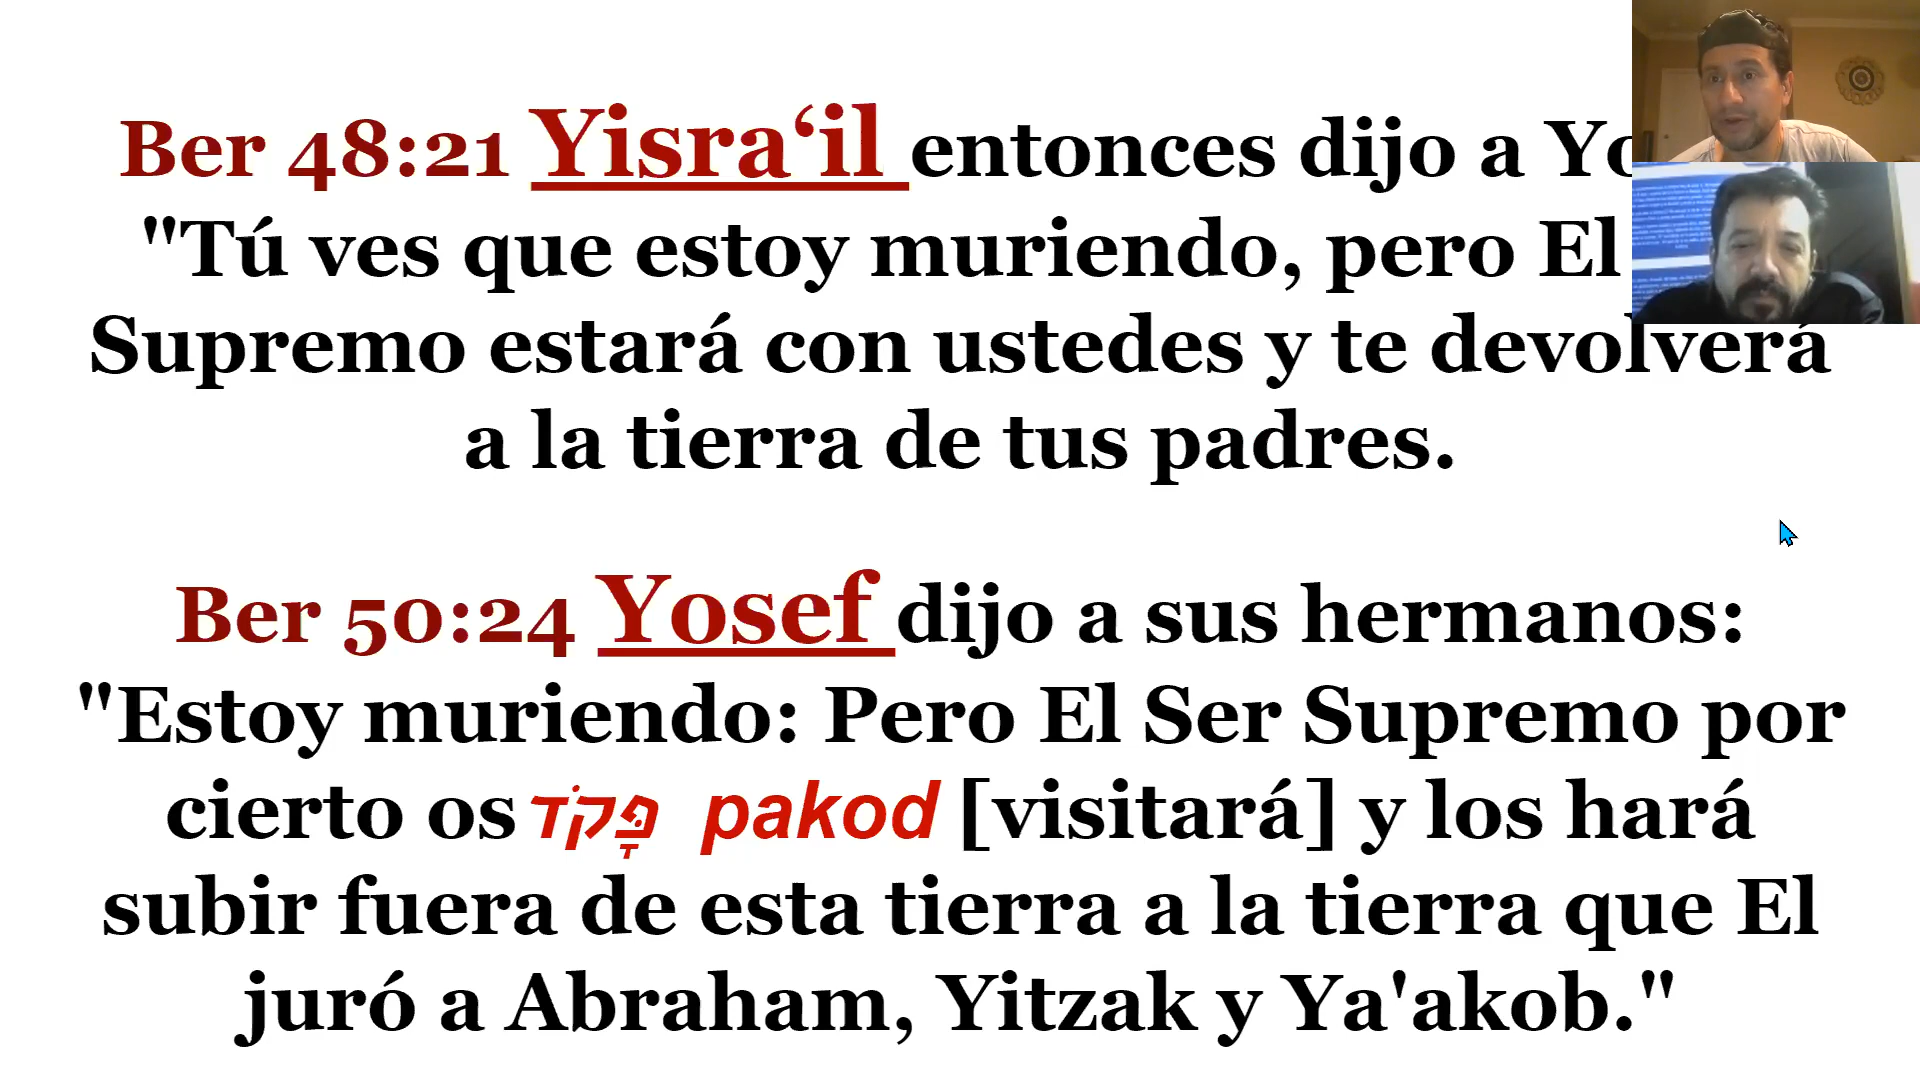 Ber 48:21 Yisra‘il entonces dijo a
"Tú ves que estoy muriendo, pero El
Supremo estará con ustedes y te devolverá
a la tierra de tus padres.
Ber 50:24 Yosef dijo a sus hermanos:
"Estoy muriendo: Pero El Ser Supremo por
cierto os פָּקֹד pakod [visitará] y los hará
subir fuera de esta tierra a la tierra que El
juró a Abraham, Yitzak y Ya'akob."